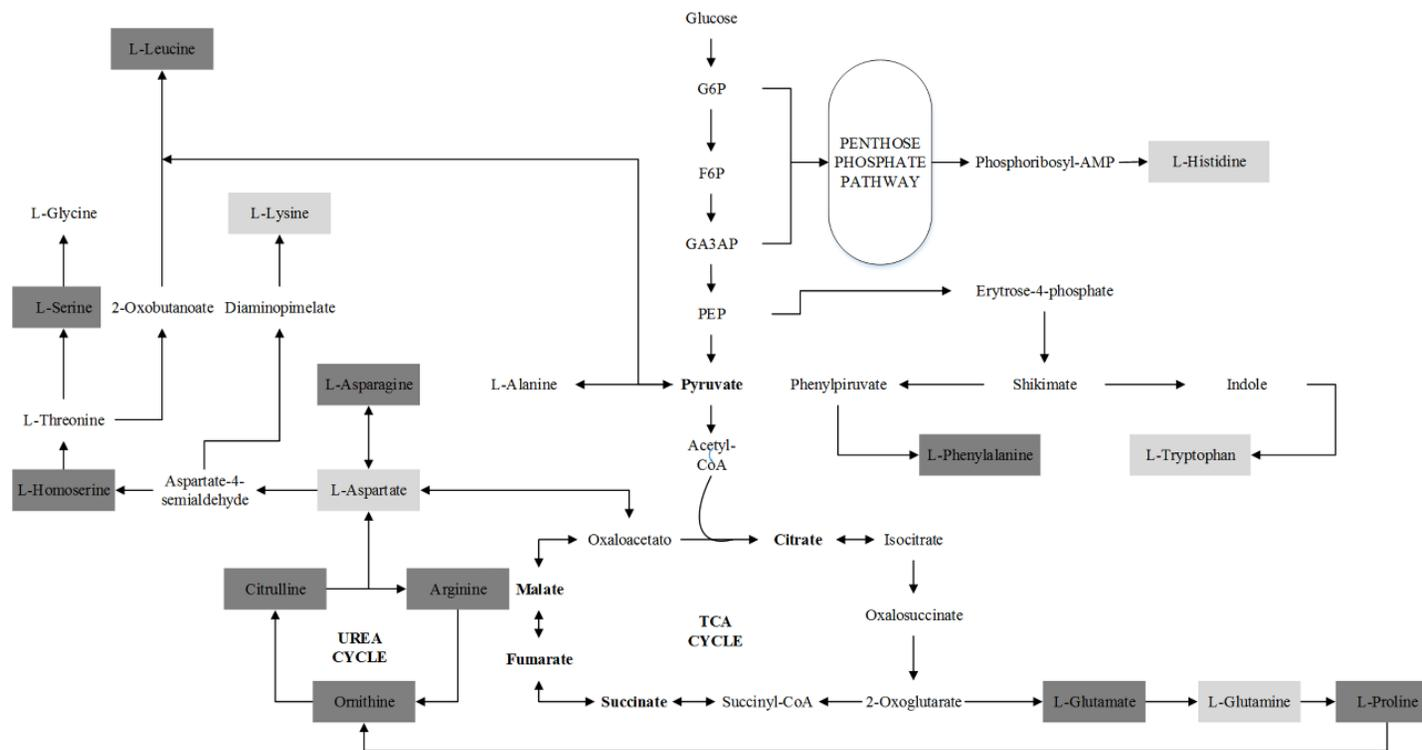 Glucose
L-Leucine
G6P
PENTHOSE
PHOSPHATE
PATHWAY
Phosphoribosyl-AMP
L-Histidine
F6P
L-Glycine
L-Lysine
GA3AP
L-Serine
2-Oxobutanoate
Diaminopimelate
PEP
Erytrose-4-phosphate
L-Asparagine
L-Alanine
Pyruvate
Phenylpiruvate
Shikimate
Indole
L-Threonine
Acetyl-
CoA
L-Phenylalanine
L-Tryptophan
L-Homoserine
Aspartate-4-
semialdehyde
L-Aspartate
Oxaloacetato
Citrate
Isocitrate
Citrulline
Arginine
Malate
Oxalosuccinate
UREA
CYCLE
TCA
CYCLE
Fumarate
Ornithine
Succinate
Succinyl-CoA
2-Oxoglutarate
L-Glutamate
L-Glutamine
L-Proline